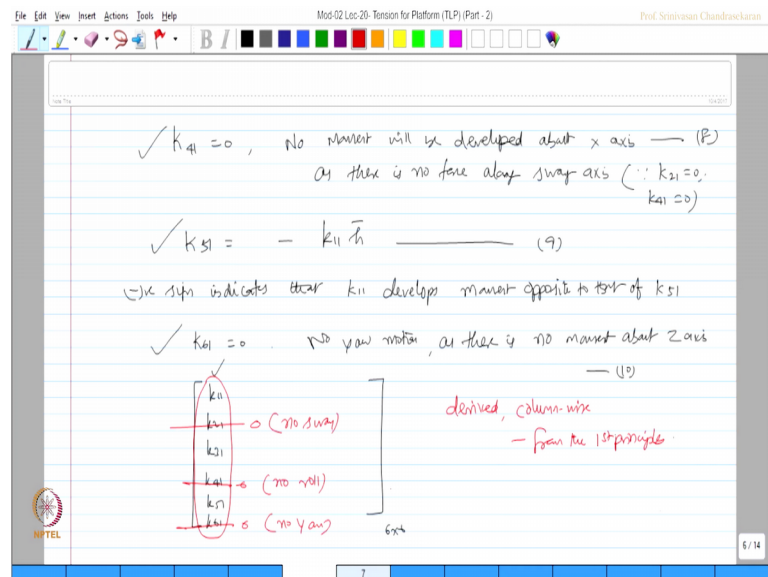 File Edit View Insert Actions Tools Help
Mod-02 Lec-20- Tension for Platform (TLP) (Part - 2)
Prof. Srinivasan Chandrasekaran
B I
Note Title
✓ K41 = 0, No moment will be developed about x axis — (8)
as there is no force along sway axis (∵ k21 = 0,
k41 = 0)
✓ K51 = - k11 h̄ — (9)
(-)ve sign indicates that k11 develops moment opposite to that of k51
✓ k61 = 0. No yaw motion, as there is no moment about Z axis
— (10)
k11
k21 0 (no sway)
k31
k41 0 (no roll)
k51
k61 0 (no yaw)
6x6
derived, column-wise
- from the 1st principles.
NPTEL
6 / 14
7